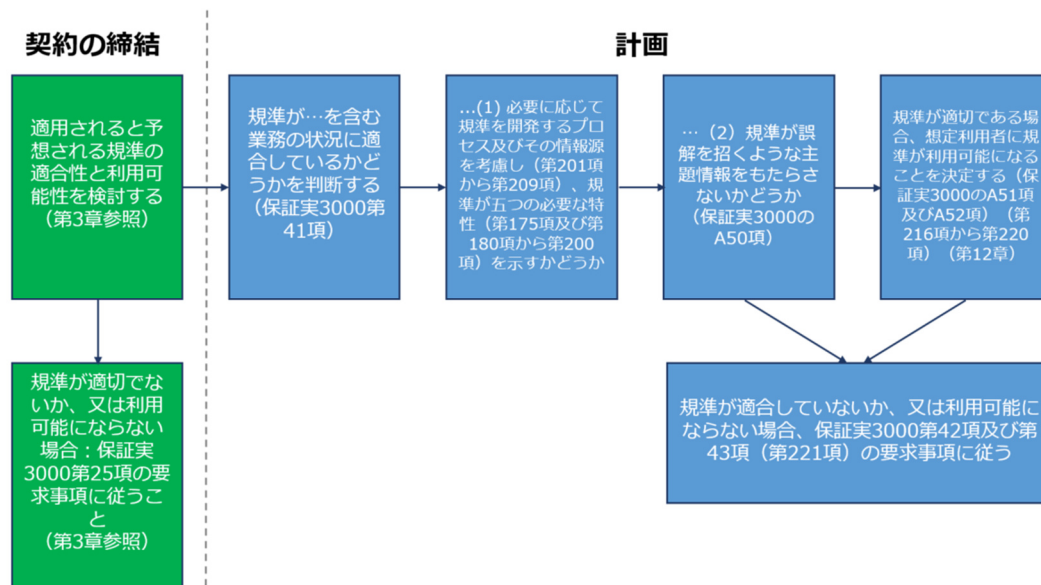 契約の締結
計画
適用されると予
想される規準の
適合性と利用可
能性を検討する
(第3章参照)
規準が…を含む
業務の状況に適
合しているかどう
かを判断する
(保証実3000第
41項)
…(1) 必要に応じて
規準を開発するプロ
セス及びその情報源
を考慮し(第201項
から第209項)、規
準が五つの必要な特
性(第175項及び第
180項から第200
項)を示すかどうか
…(2)規準が誤
解を招くような主
題情報をもたらさ
ないかどうか
(保証実3000の
A50項)
規準が適切である場
合、想定利用者に規
準が利用可能になる
ことを決定する(保
証実3000のA51項
及びA52項)(第
216項から第220
項)(第12章)
規準が適切でな
いか、又は利用
可能にならない
場合:保証実
3000第25項の要
求事項に従うこ
と
(第3章参照)
規準が適合していないか、又は利用可能に
ならない場合、保証実3000第42項及び第
43項(第221項)の要求事項に従う